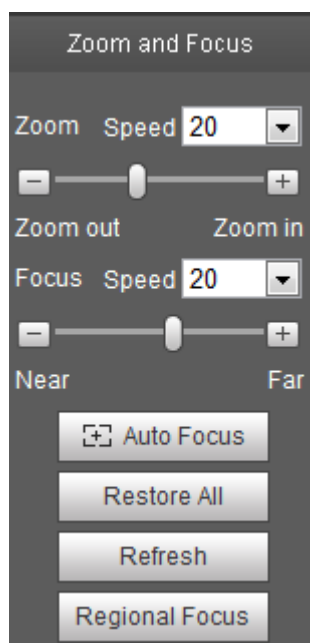 Zoom and Focus
Zoom Speed 20
Zoom out Zoom in
Focus Speed 20
Near Far
Auto Focus
Restore All
Refresh
Regional Focus